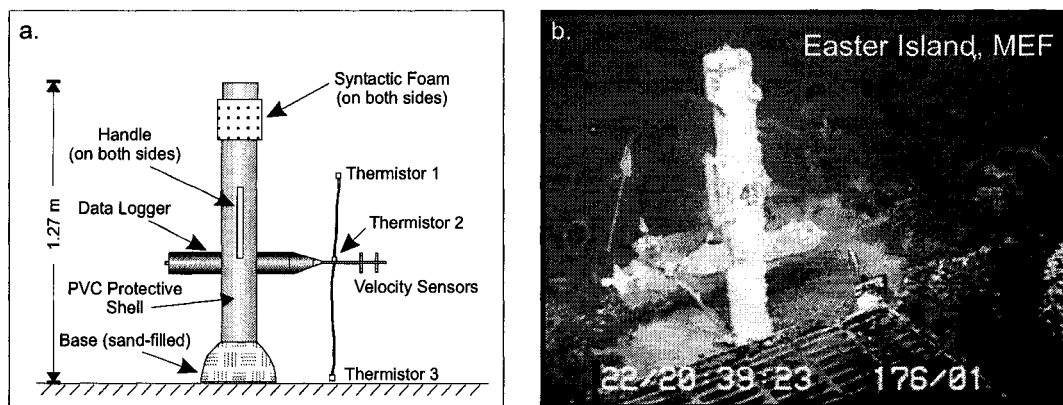 a.
Syntactic Foam
(on both sides)
Handle
(on both sides)
Thermistor 1
Data Logger
Thermistor 2
1.27 m
Velocity Sensors
PVC Protective
Shell
Base (sand-filled)
Thermistor 3
b.
Easter Island, MEF
22/20 39:23 176/01